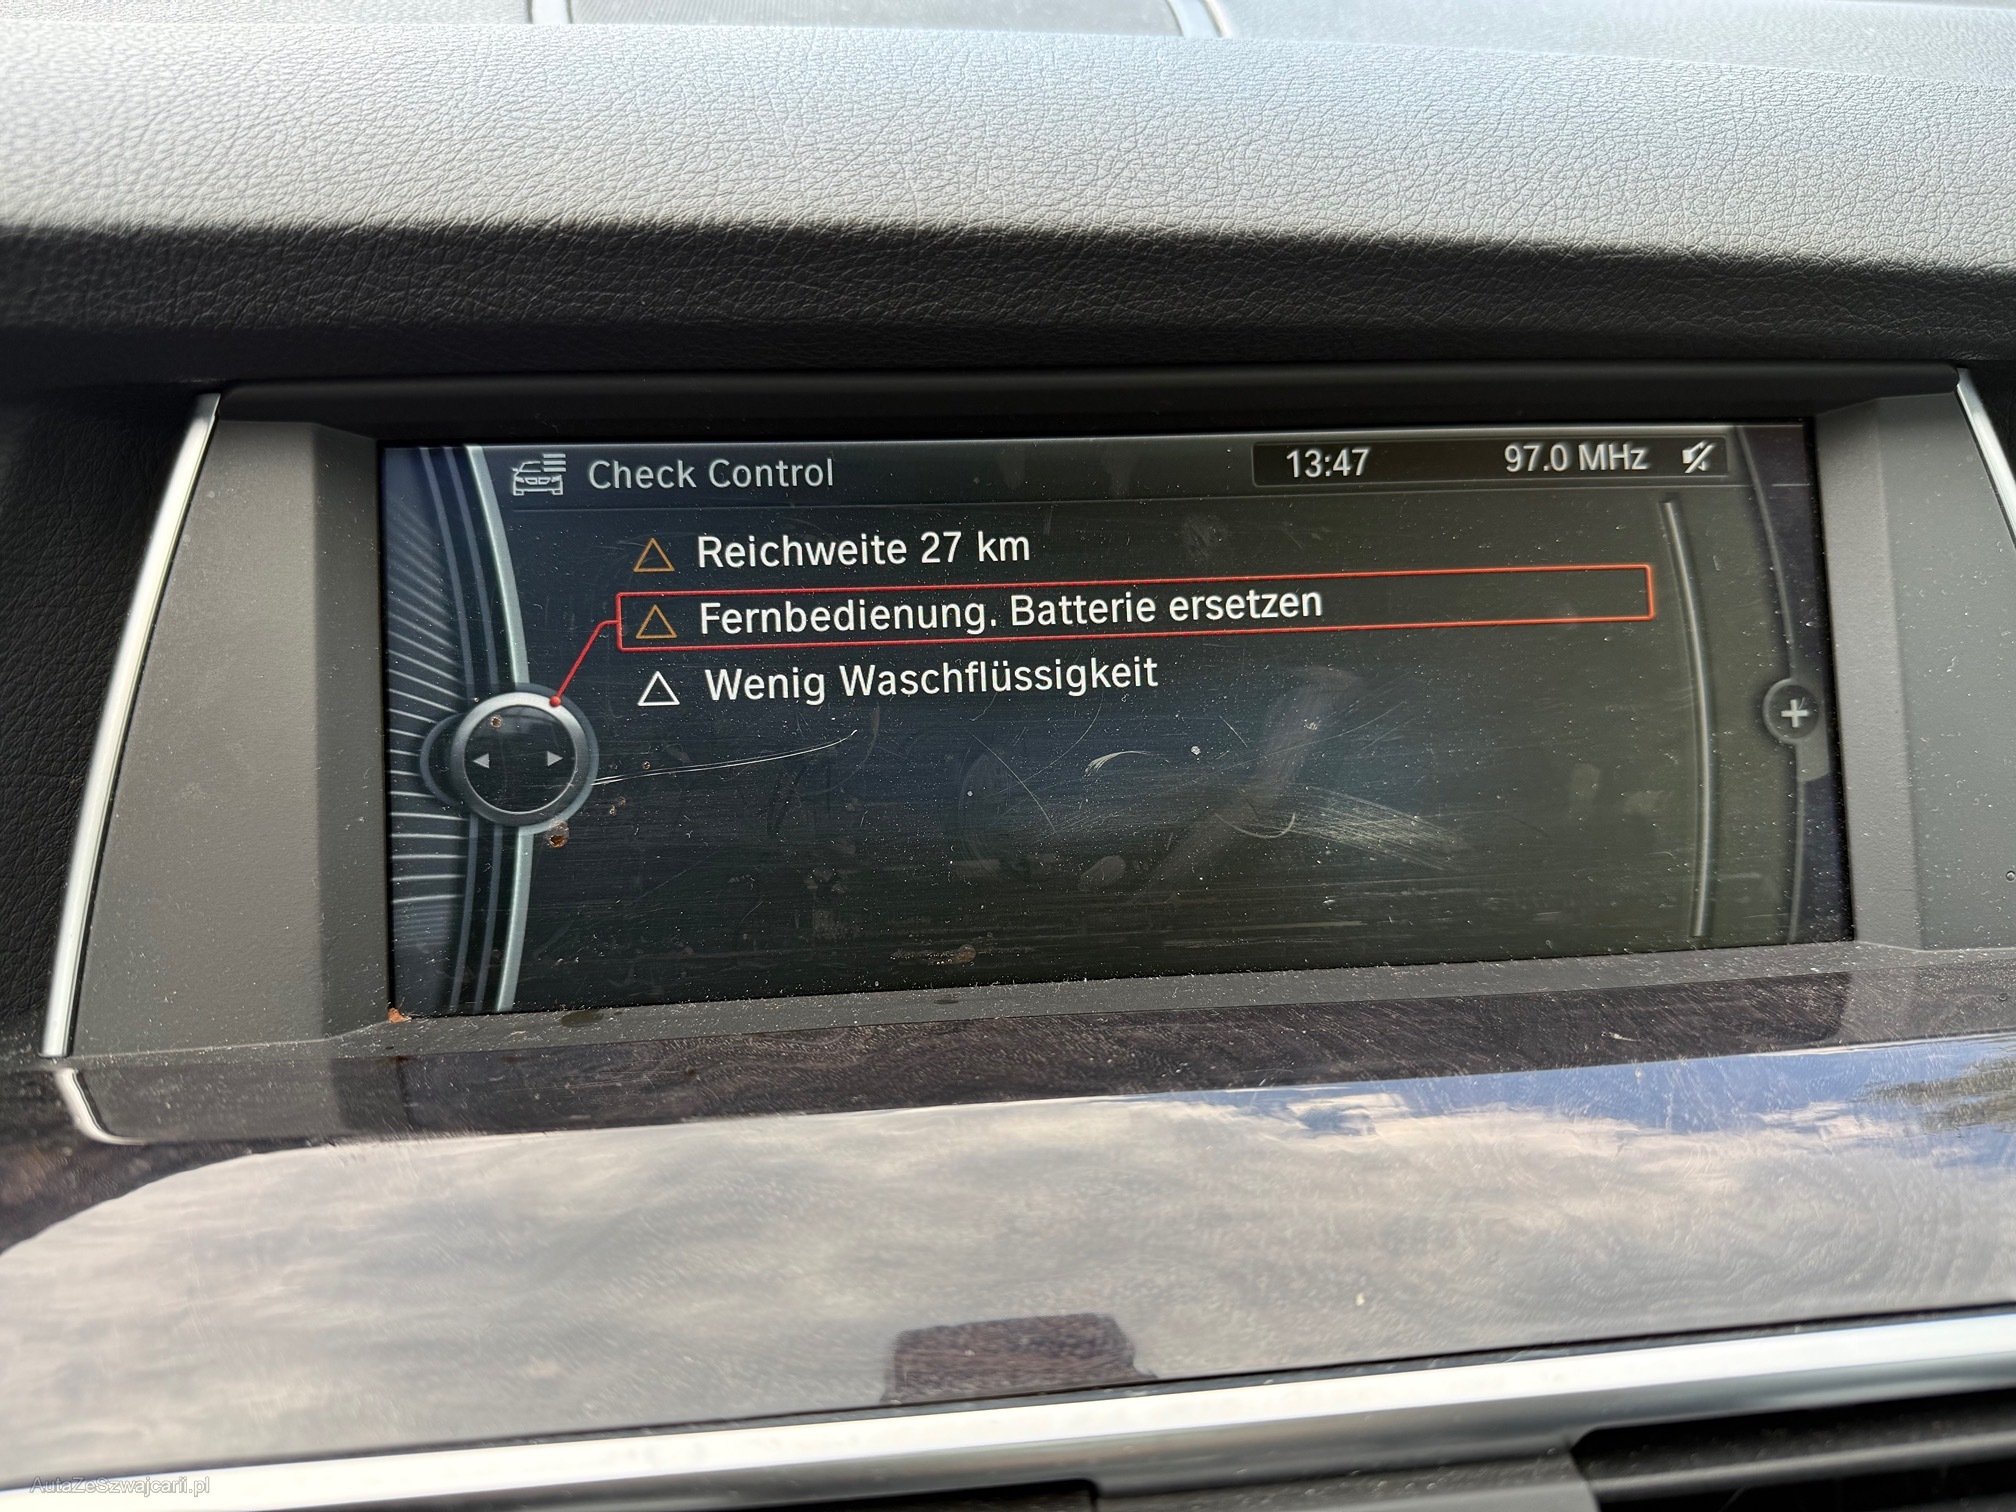 Check Control
13:47
97.0 MHz
Reichweite 27 km
Fernbedienung. Batterie ersetzen
Wenig Waschflüssigkeit
AutaZeSzwajcarii.pl